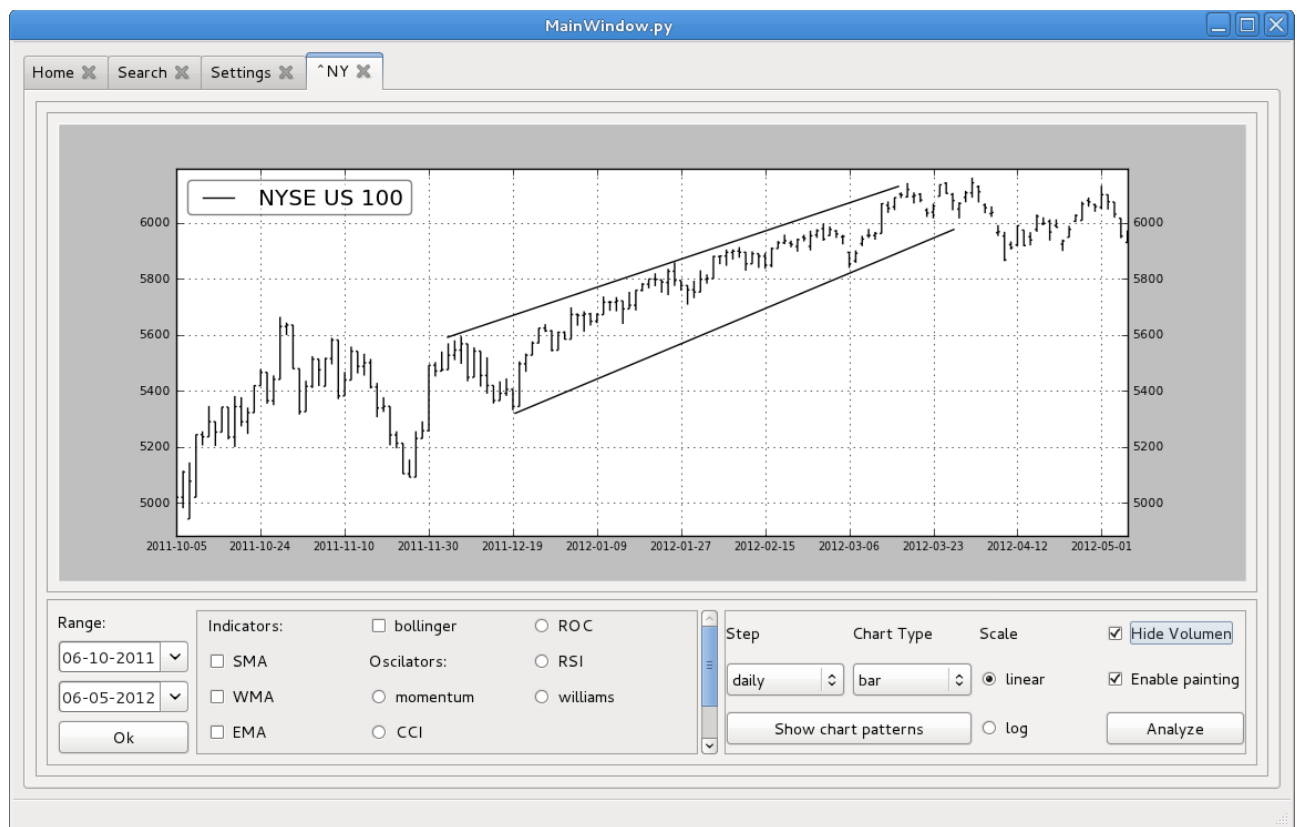 MainWindow.py
Home Search Settings ^NY
NYSE US 100
6000 6000
5800 5800
5600 5600
5400 5400
5200 5200
5000 5000
2011-10-05 2011-10-24 2011-11-10 2011-11-30 2011-12-19 2012-01-09 2012-01-27 2012-02-15 2012-03-06 2012-03-23 2012-04-12 2012-05-01
Range:
06-10-2011
06-05-2012
Ok
Indicators:
SMA
WMA
EMA
bollinger
Oscilators:
momentum
CCI
ROC
RSI
williams
Step Chart Type Scale
daily bar linear
Show chart patterns log
Hide Volumen
Enable painting
Analyze